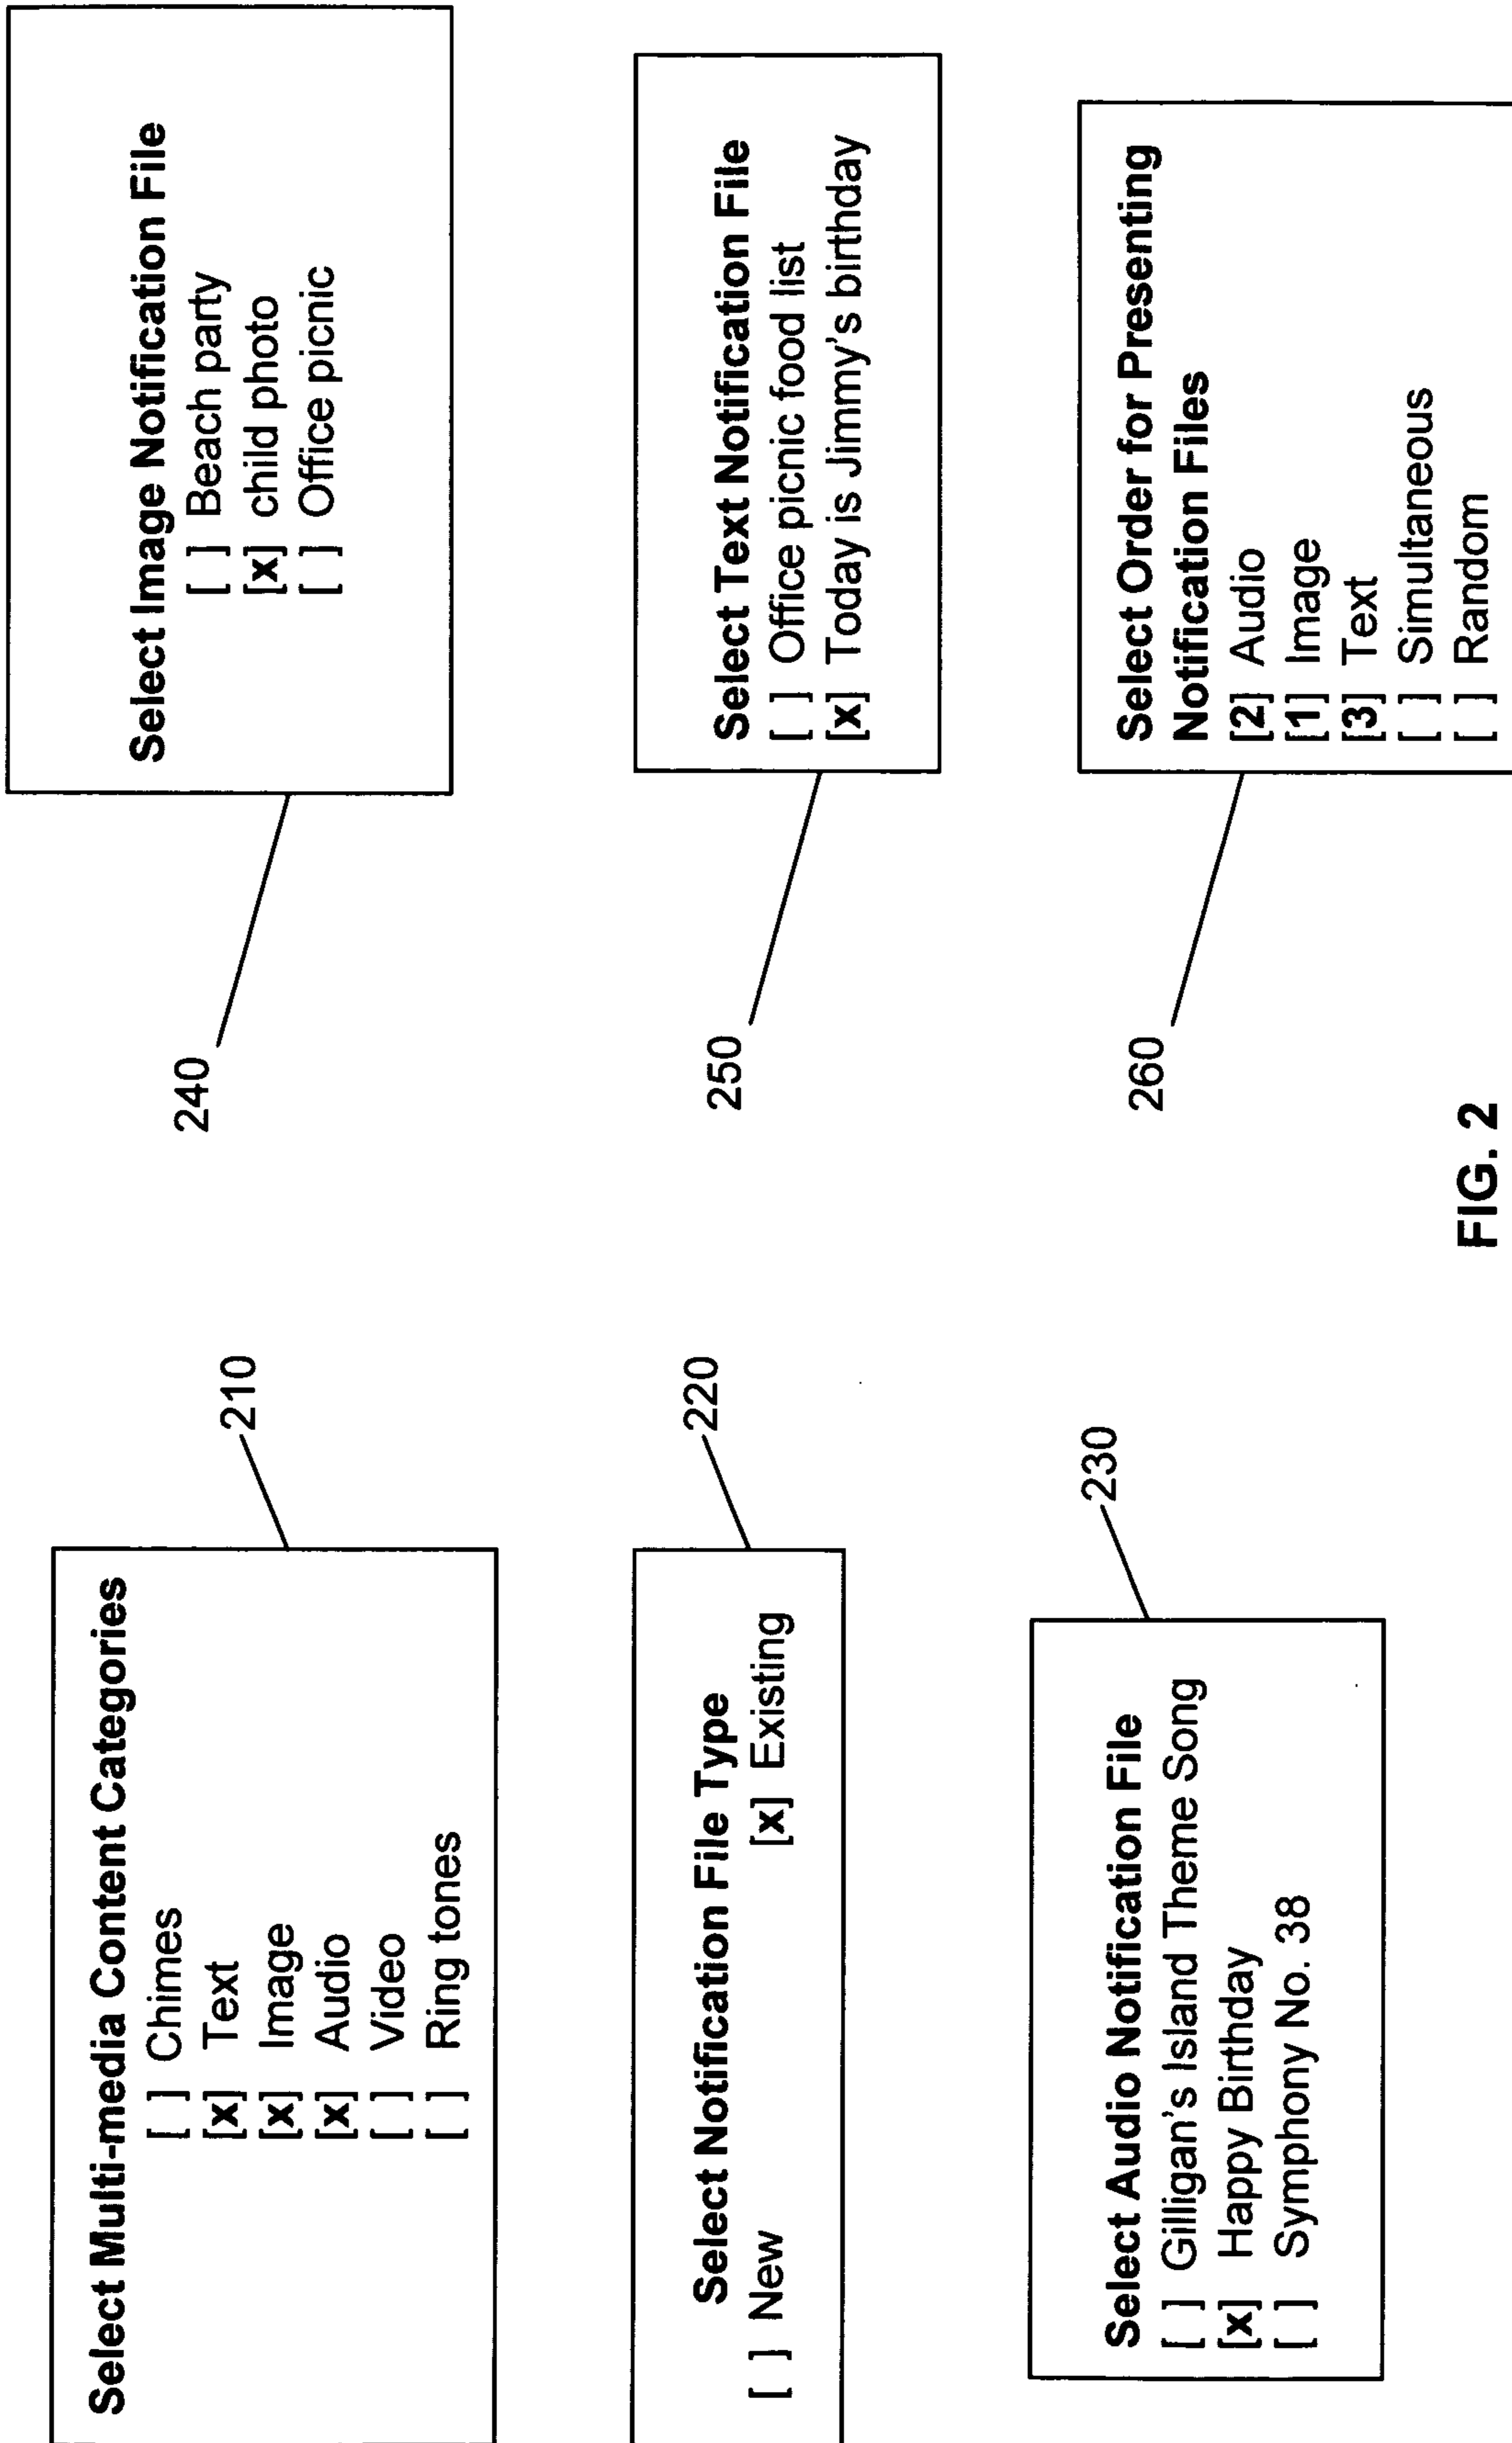 Select Multi-media Content Categories
[ ] Chimes
[x] Text
[x] Image
[x] Audio
[ ] Video
[ ] Ring tones
210
Select Notification File Type
[ ] New [x] Existing
220
Select Audio Notification File
[ ] Gilligan's Island Theme Song
[x] Happy Birthday
[ ] Symphony No. 38
230
Select Image Notification File
[ ] Beach party
[x] child photo
[ ] Office picnic
240
Select Text Notification File
[ ] Office picnic food list
[x] Today is Jimmy's birthday
250
Select Order for Presenting
Notification Files
[2] Audio
[1] Image
[3] Text
[ ] Simultaneous
[ ] Random
260
FIG. 2